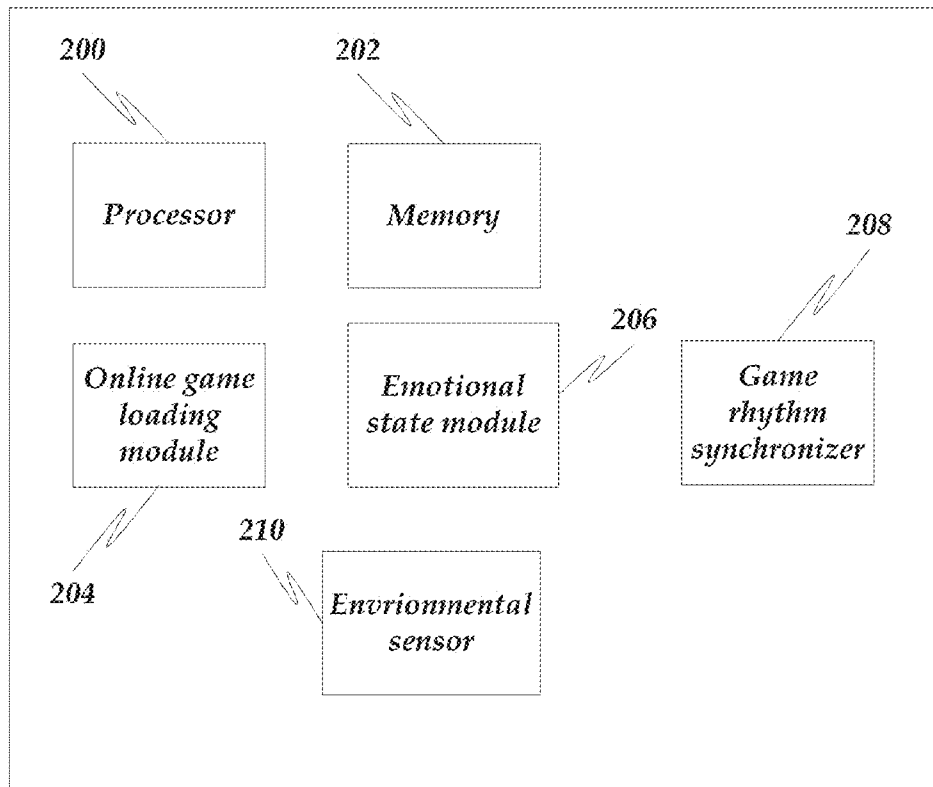 200
202
Processor
Memory
208
206
Online game
loading
module
Emotional
state module
Game
rhythm
synchronizer
210
204
Envrionmental
sensor